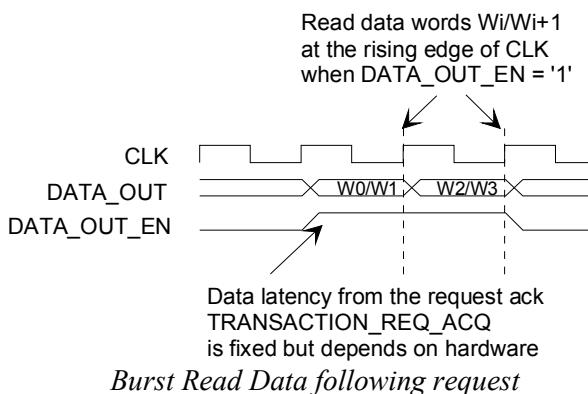 Read data words Wi/Wi+1
at the rising edge of CLK
when DATA_OUT_EN = '1'
CLK
DATA_OUT W0/W1 W2/W3
DATA_OUT_EN
Data latency from the request ack
TRANSACTION_REQ_ACQ
is fixed but depends on hardware
Burst Read Data following request